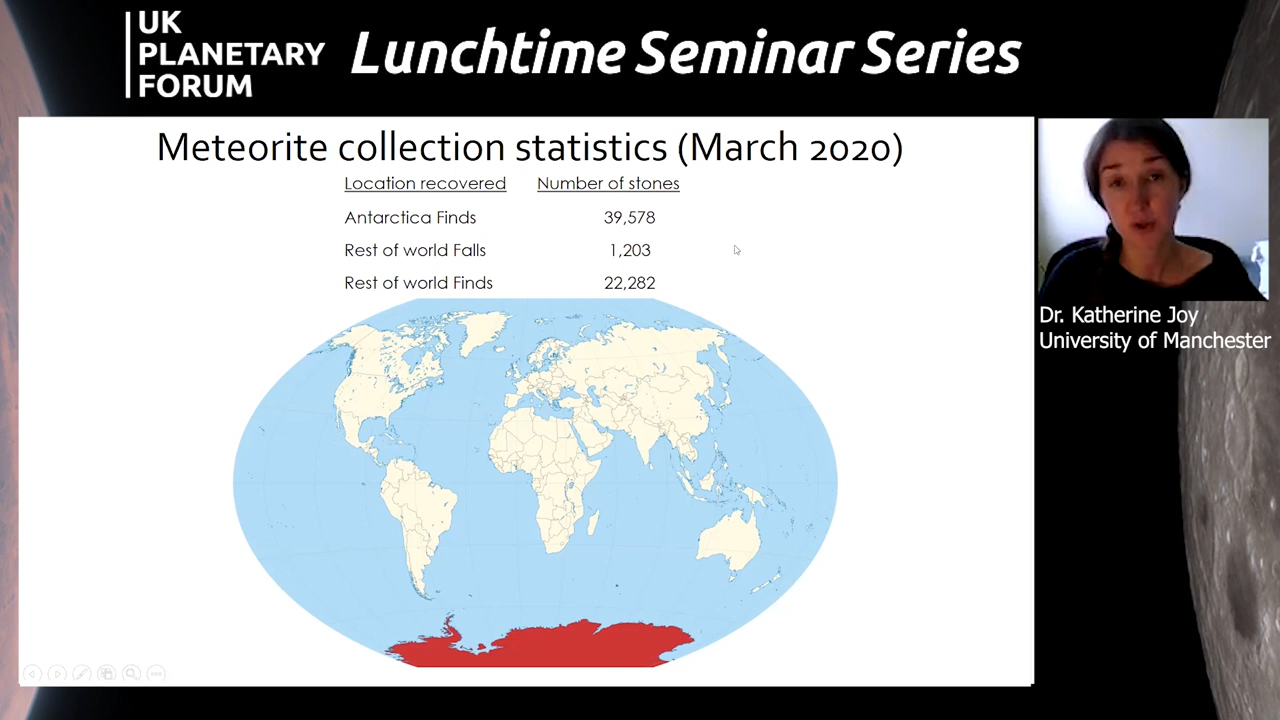 UK
PLANETARY
FORUM
Lunchtime Seminar Series
Meteorite collection statistics (March 2020)
Location recovered Number of stones
Antarctica Finds 39,578
Rest of world Falls 1,203
Rest of world Finds 22,282
Dr. Katherine Joy
University of Manchester